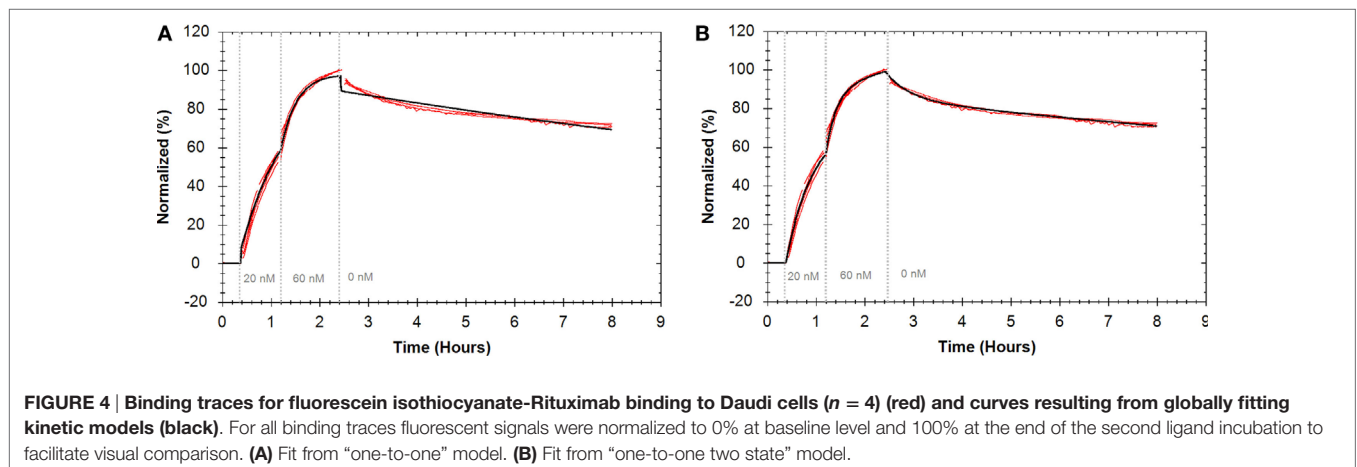 A
120
100
80
60
40
20
0
-20
Normalized (%)
20 nM 60 nM 0 nM
0 1 2 3 4 5 6 7 8 9
Time (Hours)
B
120
100
80
60
40
20
0
-20
Normalized (%)
20 nM 60 nM 0 nM
0 1 2 3 4 5 6 7 8 9
Time (Hours)
FIGURE 4 | Binding traces for fluorescein isothiocyanate-Rituximab binding to Daudi cells (n = 4) (red) and curves resulting from globally fitting
kinetic models (black). For all binding traces fluorescent signals were normalized to 0% at baseline level and 100% at the end of the second ligand incubation to
facilitate visual comparison. (A) Fit from “one-to-one” model. (B) Fit from “one-to-one two state” model.